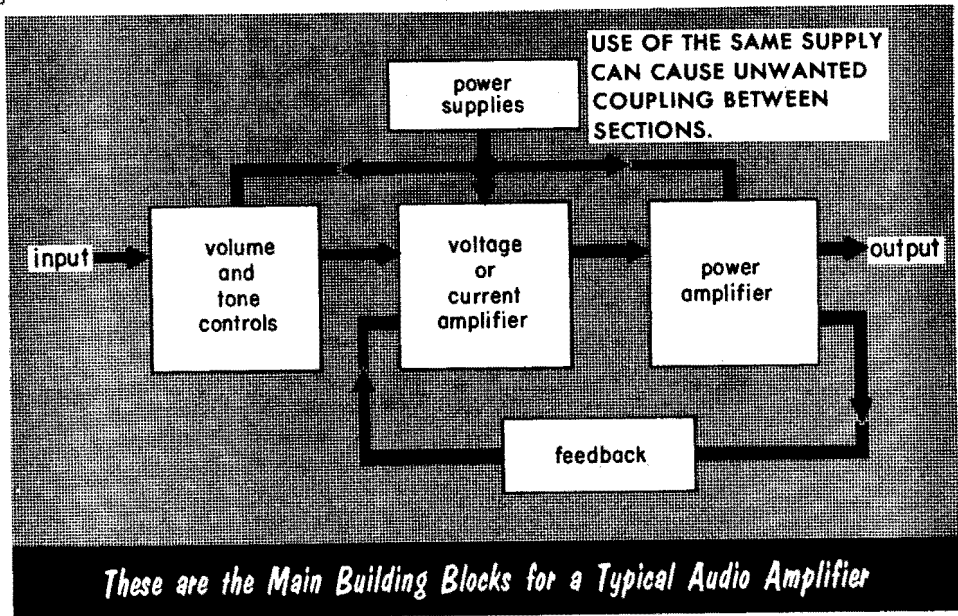 USE OF THE SAME SUPPLY
CAN CAUSE UNWANTED
COUPLING BETWEEN
SECTIONS.
power
supplies
input
volume
and
tone
controls
voltage
or
current
amplifier
power
amplifier
output
feedback
These are the Main Building Blocks for a Typical Audio Amplifier